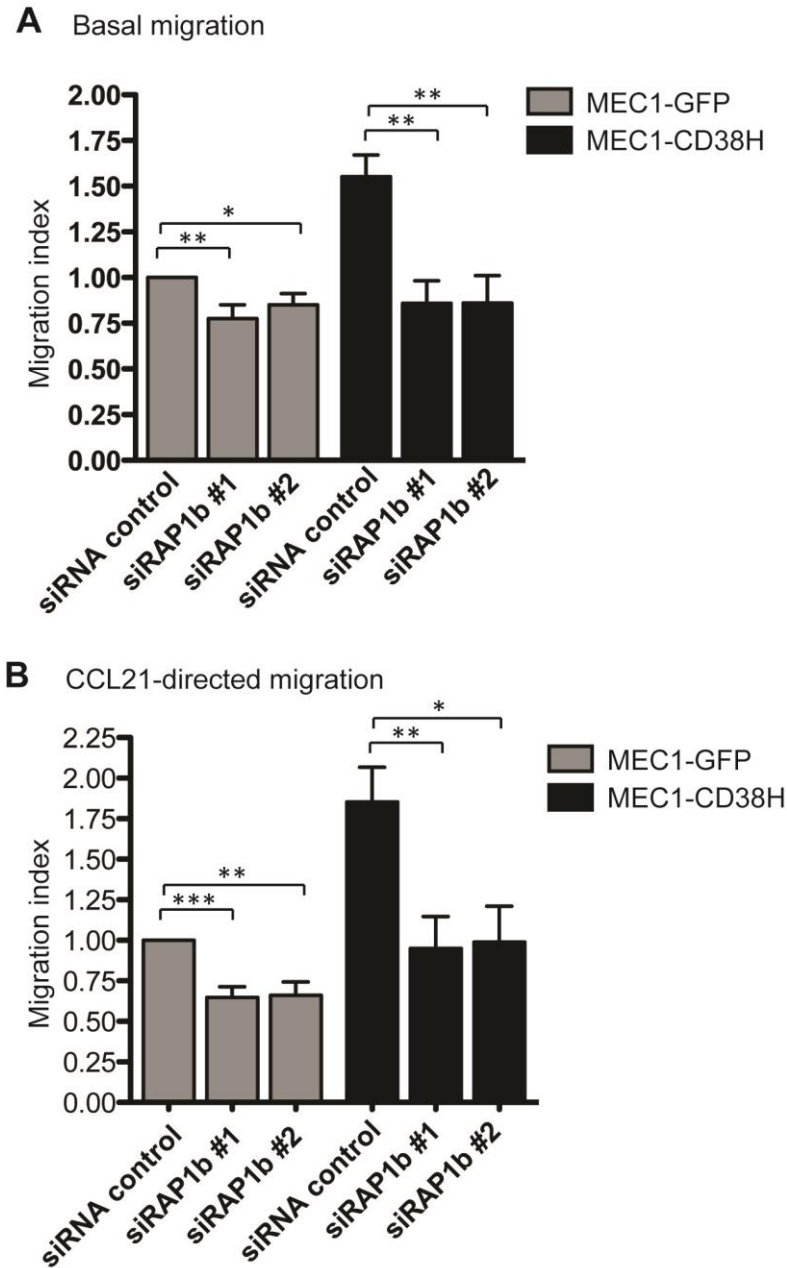 A Basal migration
Migration index
2.00
1.75
1.50
1.25
1.00
0.75
0.50
0.25
0.00
**
*
**
**
MEC1-GFP
MEC1-CD38H
siRNA control
siRAP1b #1
siRAP1b #2
siRNA control
siRAP1b #1
siRAP1b #2
B CCL21-directed migration
Migration index
2.25
2.00
1.75
1.50
1.25
1.00
0.75
0.50
0.25
0.00
***
**
**
*
MEC1-GFP
MEC1-CD38H
siRNA control
siRAP1b #1
siRAP1b #2
siRNA control
siRAP1b #1
siRAP1b #2